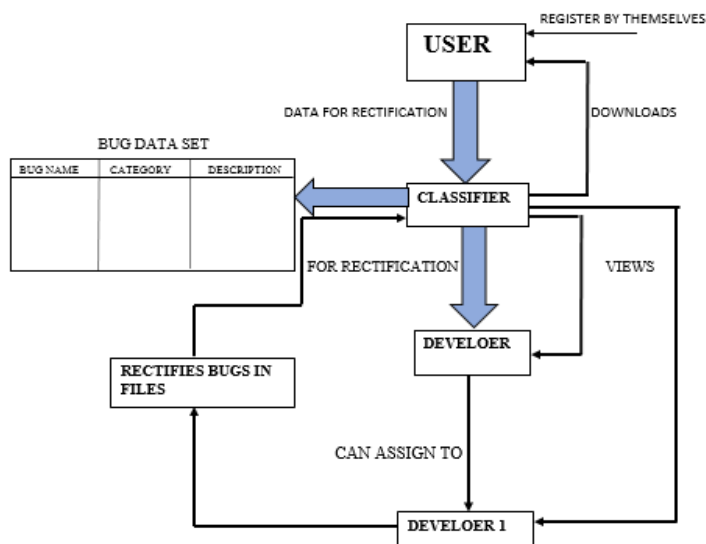 REGISTER BY THEMSELVES
USER
DATA FOR RECTIFICATION
DOWNLOADS
BUG DATA SET
BUG NAME CATEGORY DESCRIPTION
CLASSIFIER
FOR RECTIFICATION
VIEWS
DEVELOER
RECTIFIES BUGS IN
FILES
CAN ASSIGN TO
DEVELOER 1